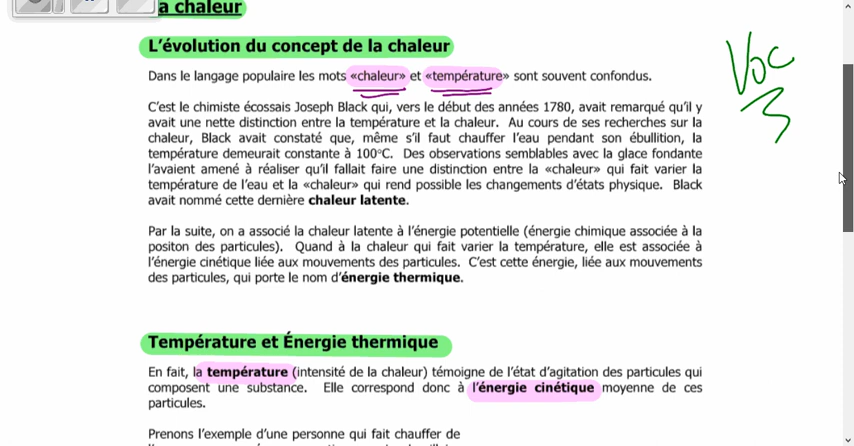 a chaleur
L'évolution du concept de la chaleur
Dans le langage populaire les mots «chaleur» et «température» sont souvent confondus.
C'est le chimiste écossais Joseph Black qui, vers le début des années 1780, avait remarqué qu'il y
avait une nette distinction entre la température et la chaleur. Au cours de ses recherches sur la
chaleur, Black avait constaté que, même s'il faut chauffer l'eau pendant son ébullition, la
température demeurait constante à 100°C. Des observations semblables avec la glace fondante
l'avaient amené à réaliser qu'il fallait faire une distinction entre la «chaleur» qui fait varier la
température de l'eau et la «chaleur» qui rend possible les changements d'états physique. Black
avait nommé cette dernière chaleur latente.
Par la suite, on a associé la chaleur latente à l'énergie potentielle (énergie chimique associée à la
positon des particules). Quand à la chaleur qui fait varier la température, elle est associée à
l'énergie cinétique liée aux mouvements des particules. C'est cette énergie, liée aux mouvements
des particules, qui porte le nom d'énergie thermique.
Température et Énergie thermique
En fait, la température (intensité de la chaleur) témoigne de l'état d'agitation des particules qui
composent une substance. Elle correspond donc à l'énergie cinétique moyenne de ces
particules.
Prenons l'exemple d'une personne qui fait chauffer de
Voc
3